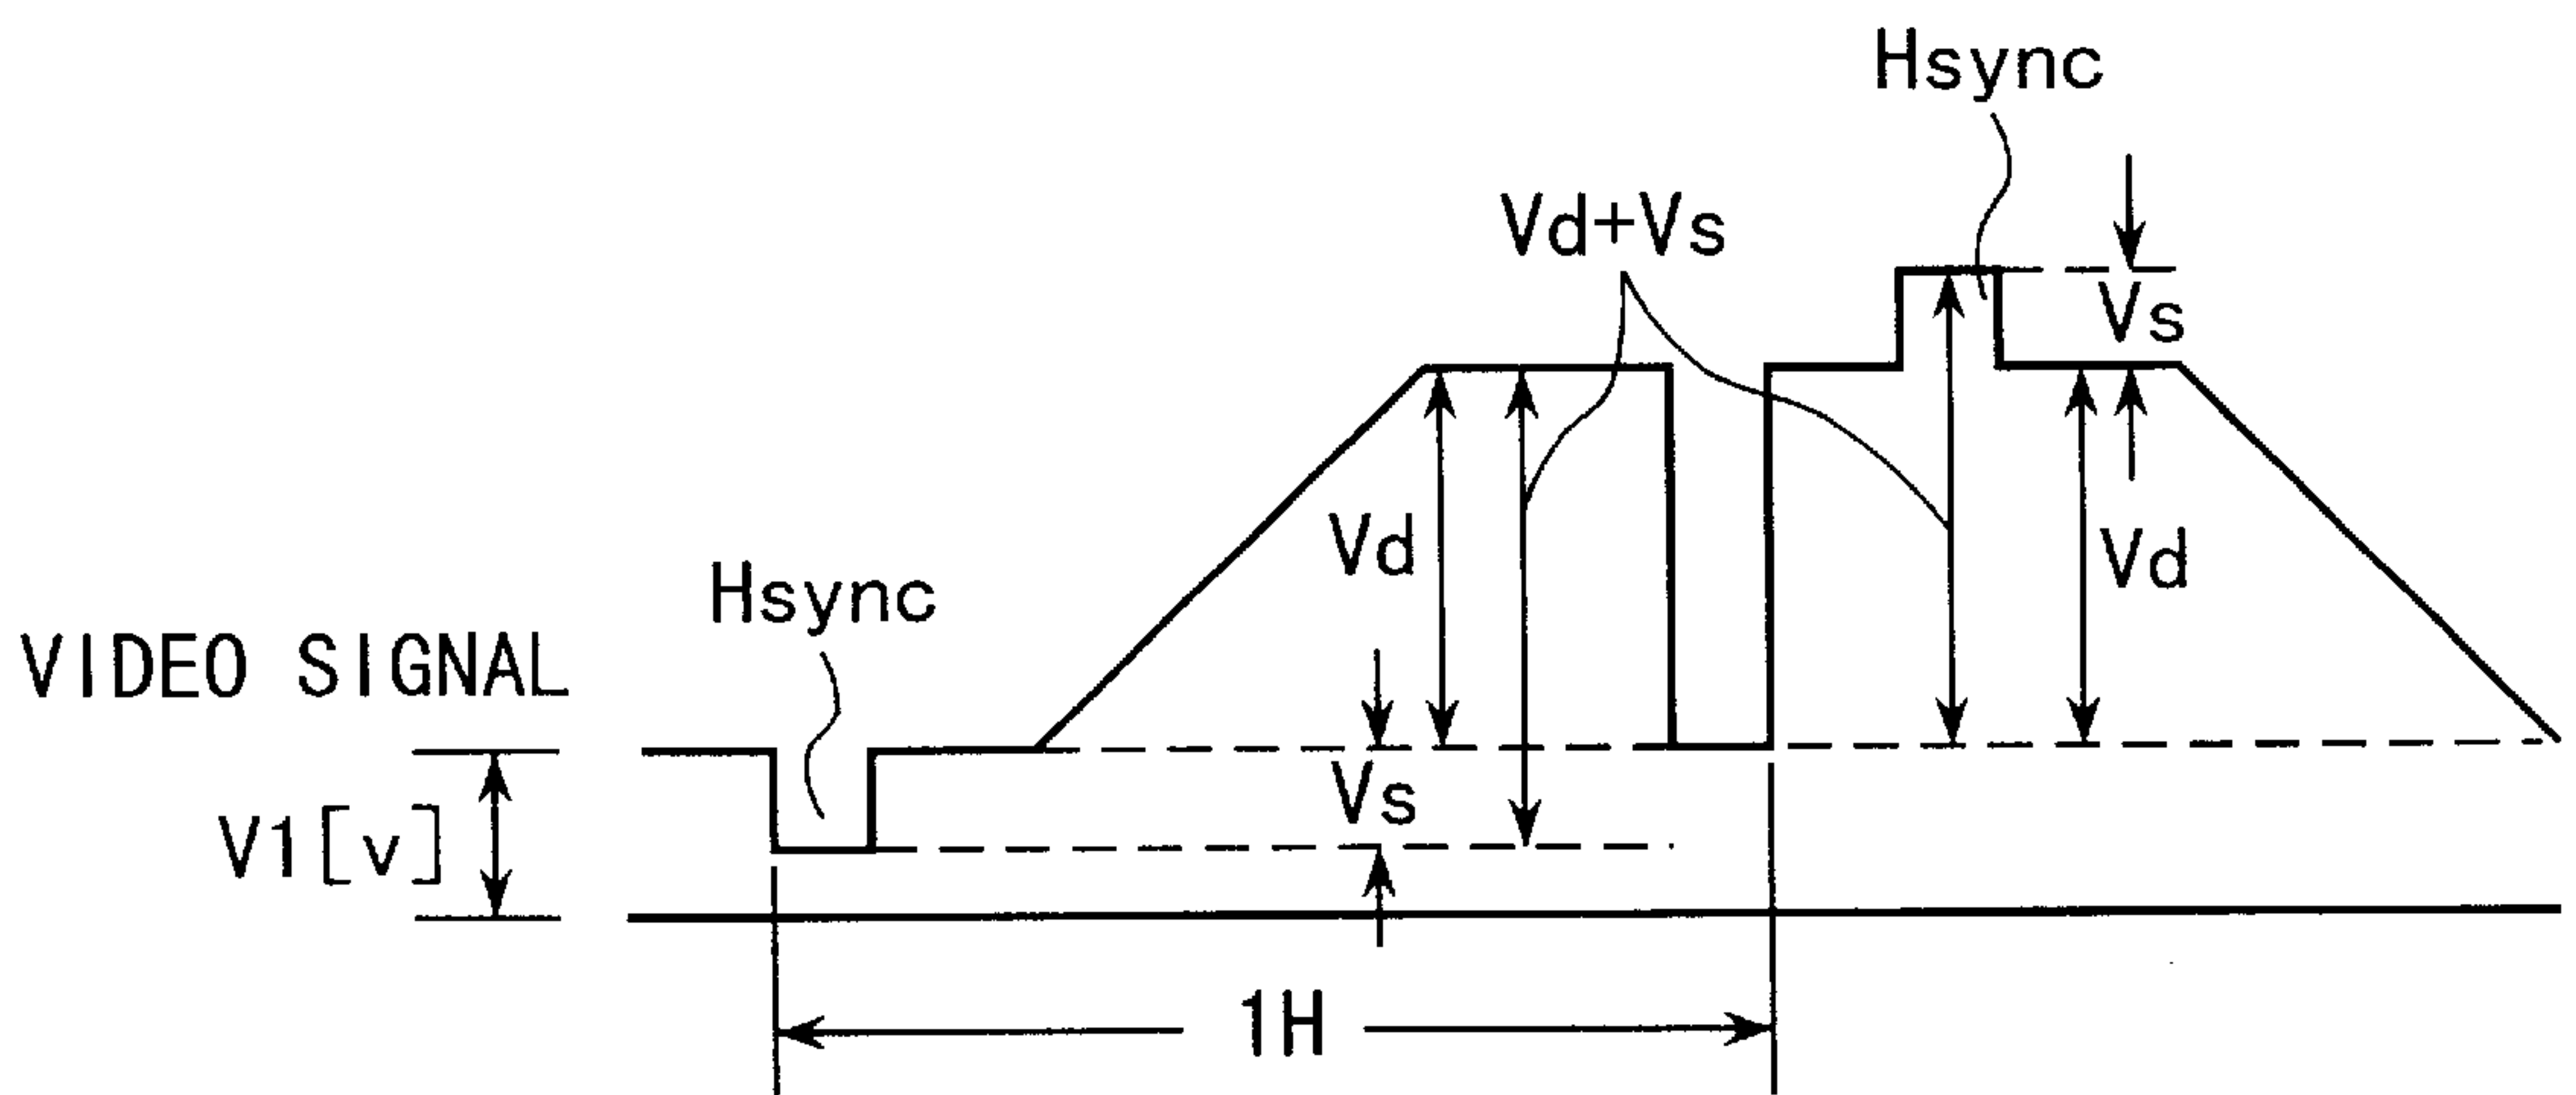 Hsync
Vd+Vs
Vs
Vd
Vd
Hsync
VIDEO SIGNAL
Vs
V1[v]
1H